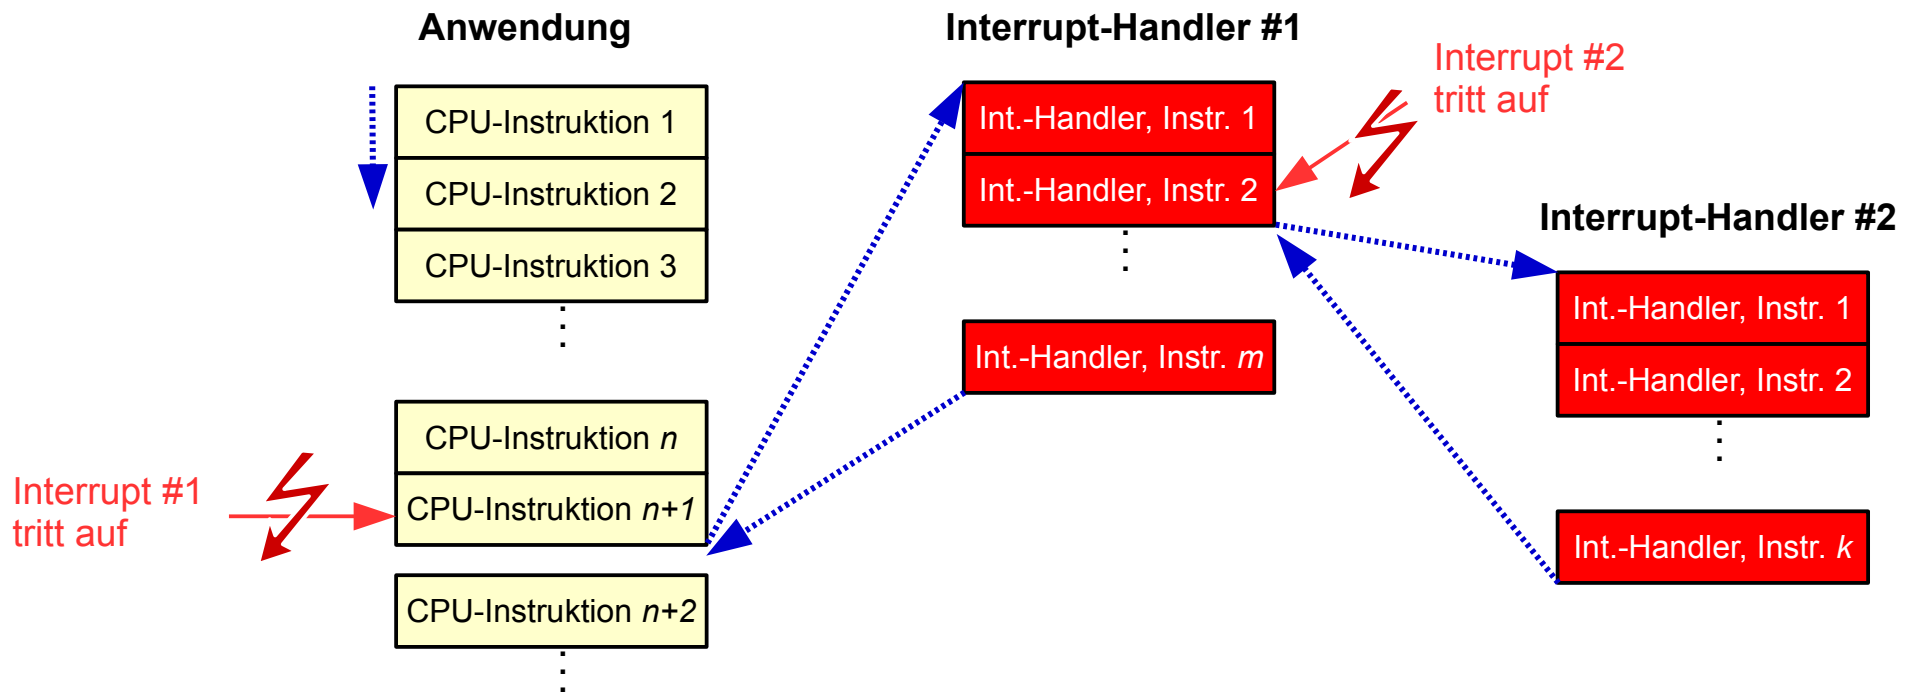 Anwendung
CPU-Instruktion 1
CPU-Instruktion 2
CPU-Instruktion 3
CPU-Instruktion n
CPU-Instruktion n+1
CPU-Instruktion n+2
Interrupt #1
tritt auf
Interrupt-Handler #1
Int.-Handler, Instr. 1
Int.-Handler, Instr. 2
Int.-Handler, Instr. m
Interrupt #2
tritt auf
Interrupt-Handler #2
Int.-Handler, Instr. 1
Int.-Handler, Instr. 2
Int.-Handler, Instr. k